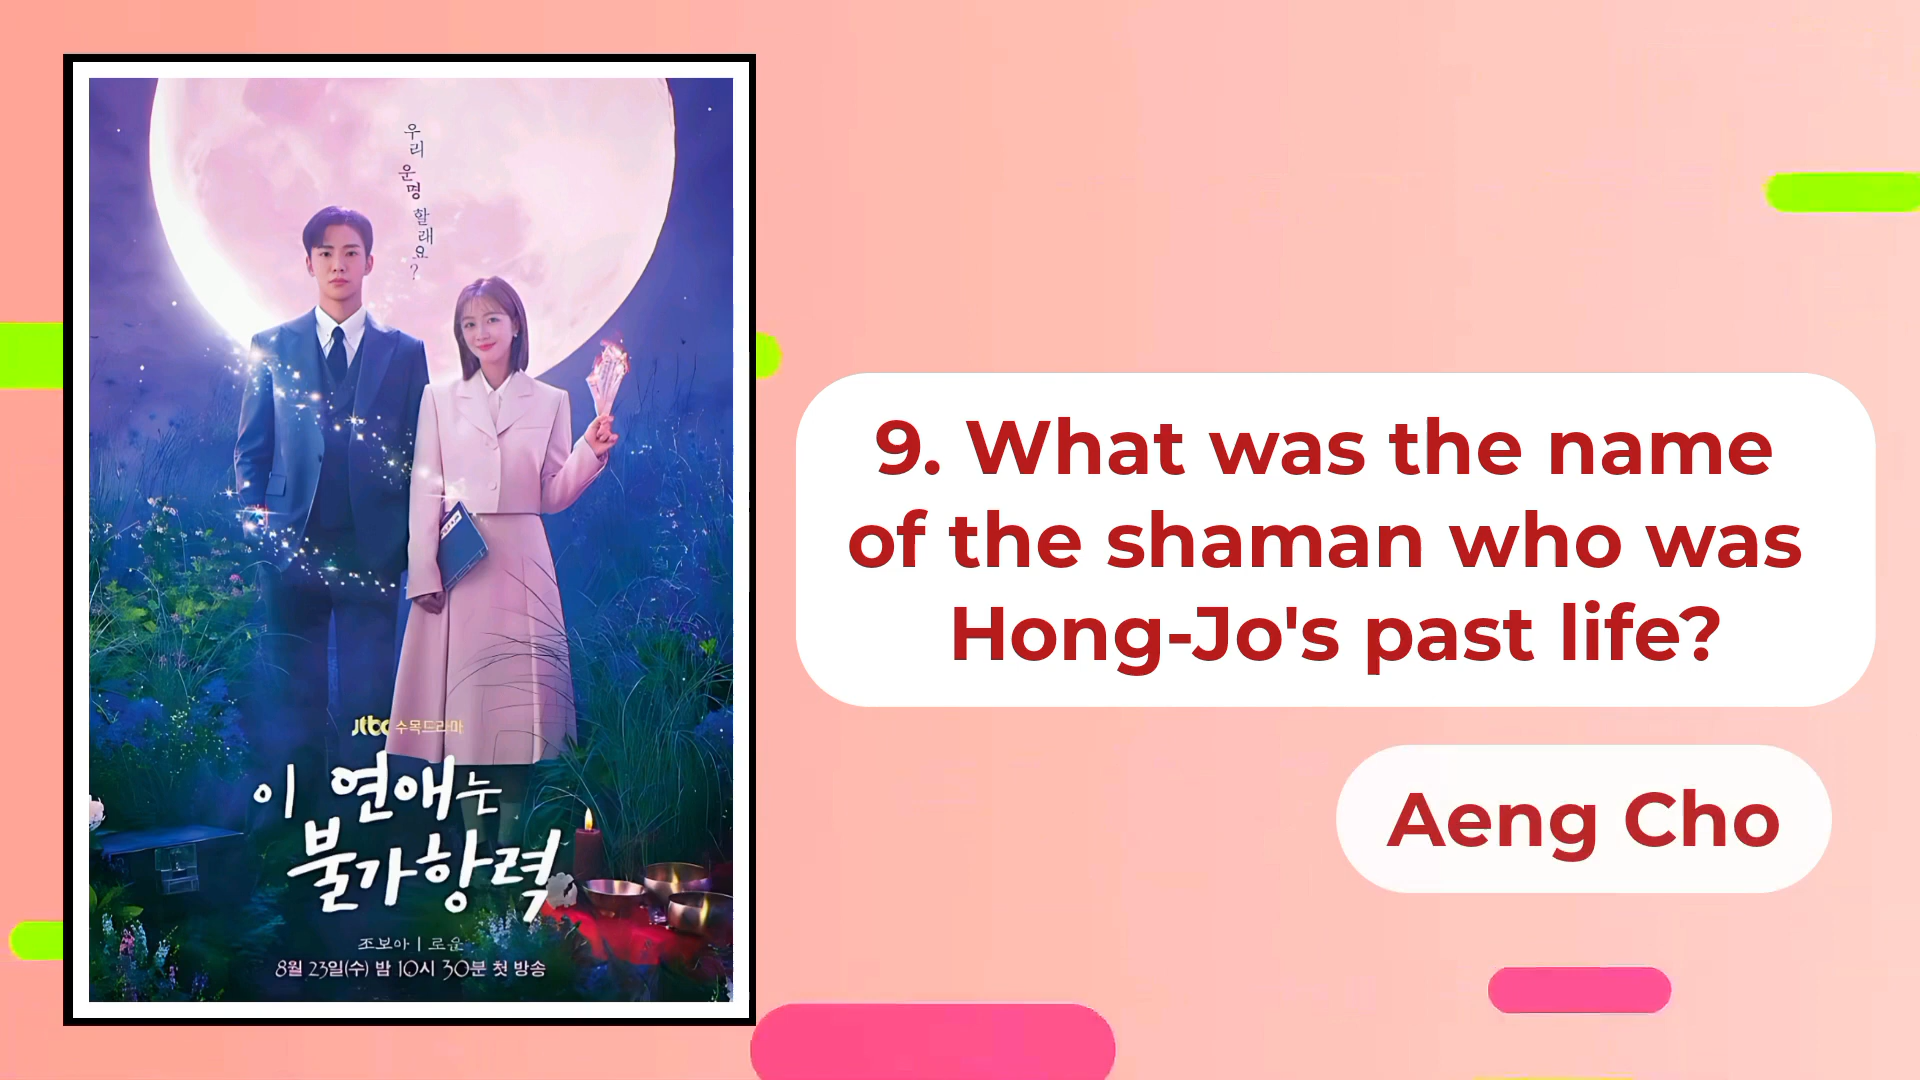 우리
운명
할래요?
jtbc 수목드라마
이 연애는
불가항력
조보아 | 로운
8월 23일(수) 밤 10시 30분 첫 방송
9. What was the name
of the shaman who was
Hong-Jo's past life?
Aeng Cho